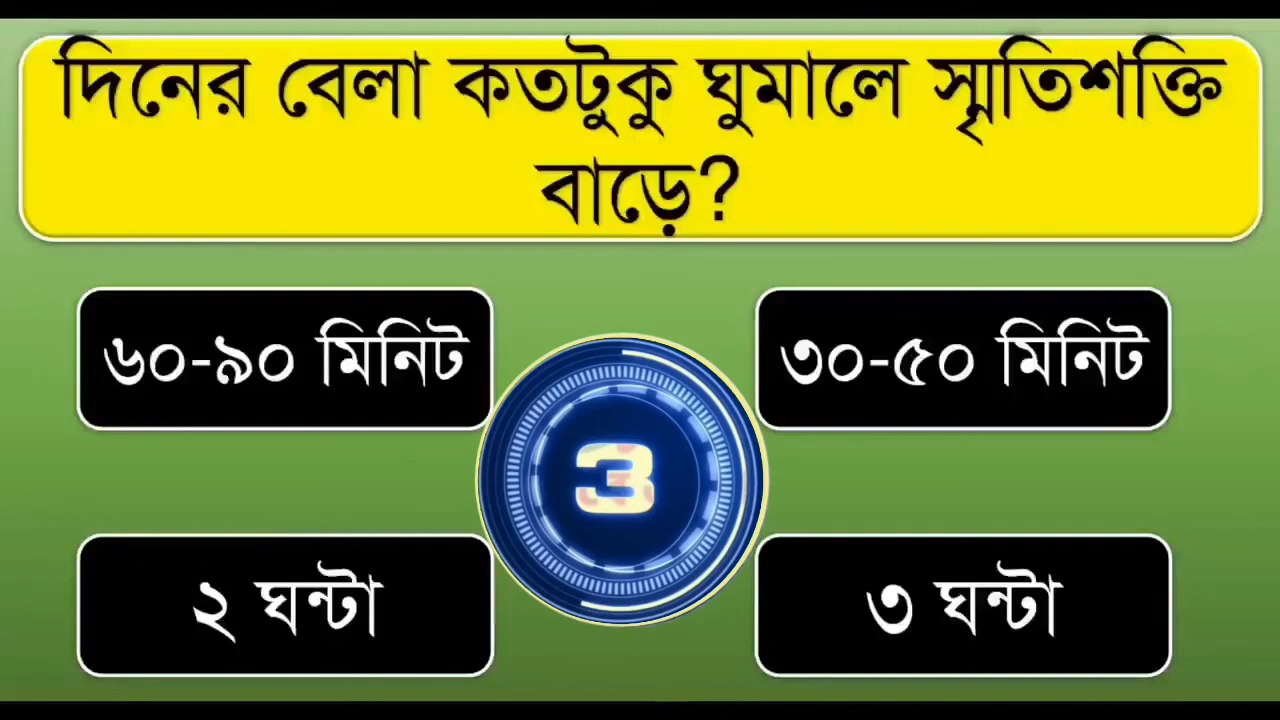 দিনের বেলা কতটুকু ঘুমালে স্মৃতিশক্তি
বাড়ে?
৬০-৯০ মিনিট
৩০-৫০ মিনিট
3
২ ঘন্টা
৩ ঘন্টা